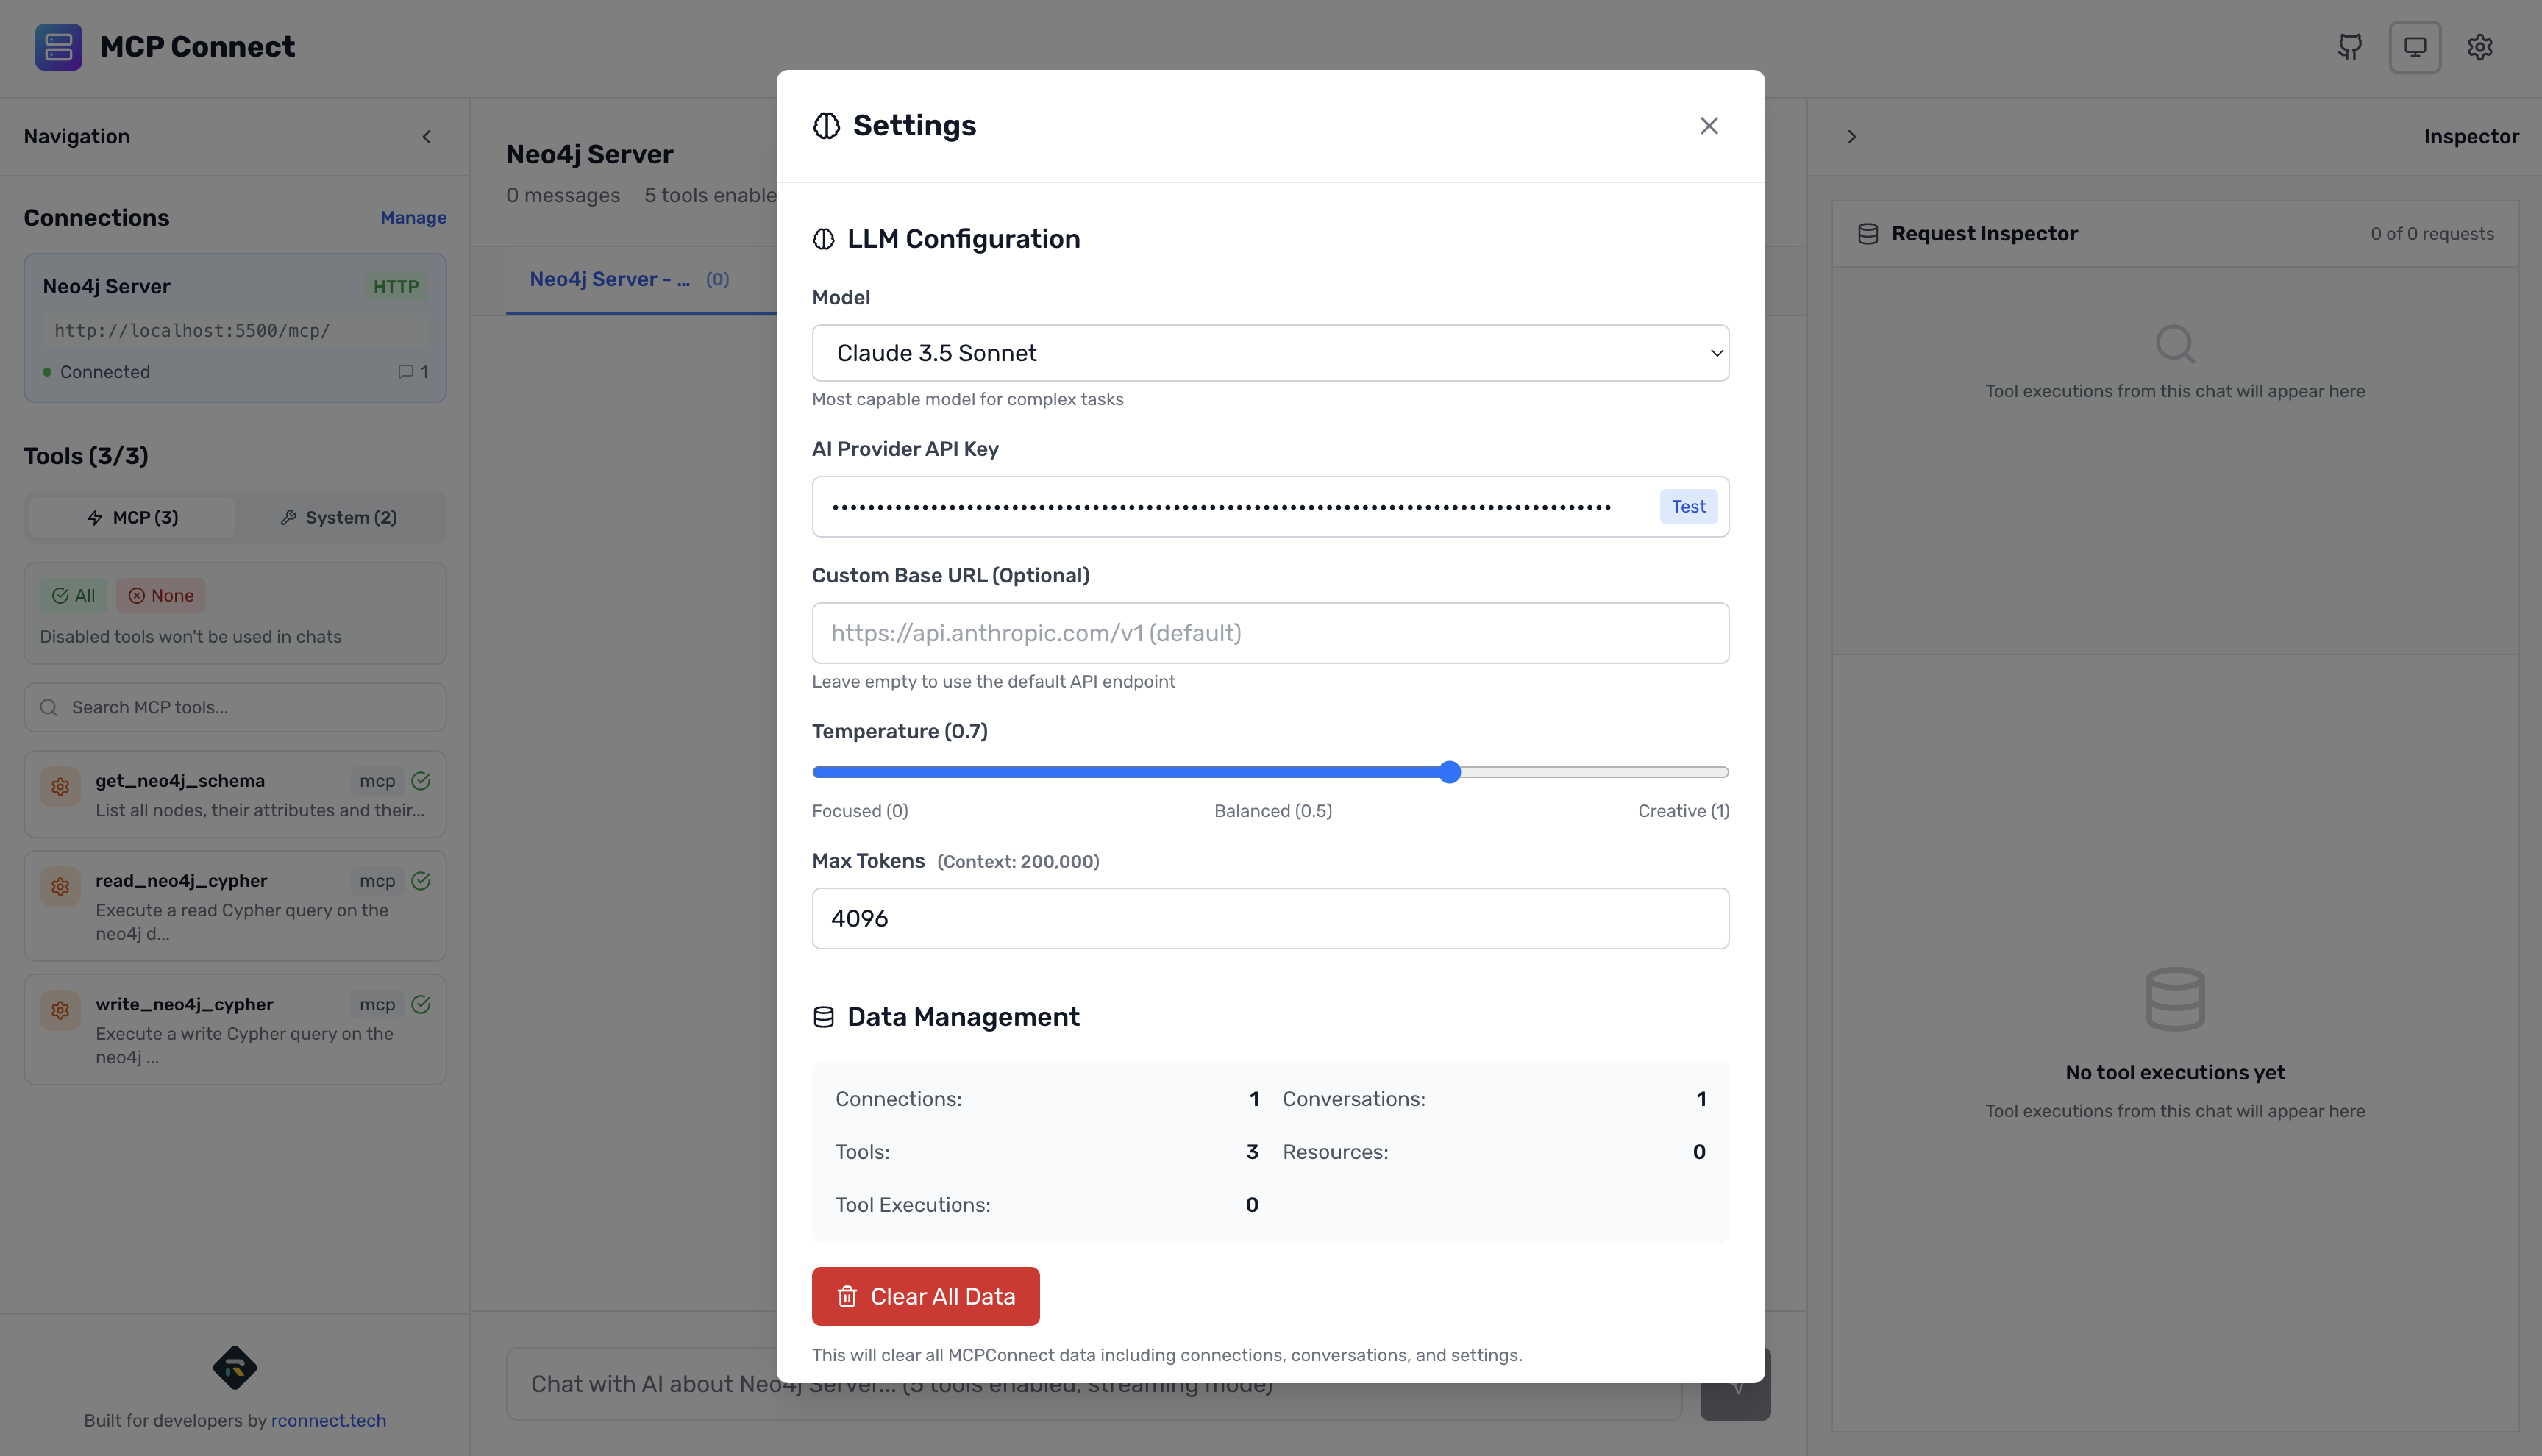 MCP Connect
Navigation
Connections
Manage
Neo4j Server
HTTP
http://localhost:5500/mcp/
Connected
1
Tools (3/3)
MCP (3)
System (2)
All
None
Disabled tools won't be used in chats
Search MCP tools...
get_neo4j_schema
mcp
List all nodes, their attributes and their...
read_neo4j_cypher
mcp
Execute a read Cypher query on the
neo4j d...
write_neo4j_cypher
mcp
Execute a write Cypher query on the
neo4j ...
Built for developers by rconnect.tech
Neo4j Server
0 messages
5 tools enable
Neo4j Server - ...
(0)
Chat with AI about Neo4j Server... (5 tools enabled, streaming mode)
Settings
LLM Configuration
Model
Claude 3.5 Sonnet
Most capable model for complex tasks
AI Provider API Key
Test
Custom Base URL (Optional)
https://api.anthropic.com/v1 (default)
Leave empty to use the default API endpoint
Temperature (0.7)
Focused (0)
Balanced (0.5)
Creative (1)
Max Tokens (Context: 200,000)
4096
Data Management
Connections: 1
Conversations: 1
Tools: 3
Resources: 0
Tool Executions: 0
Clear All Data
This will clear all MCPConnect data including connections, conversations, and settings.
Inspector
Request Inspector
0 of 0 requests
Tool executions from this chat will appear here
No tool executions yet
Tool executions from this chat will appear here